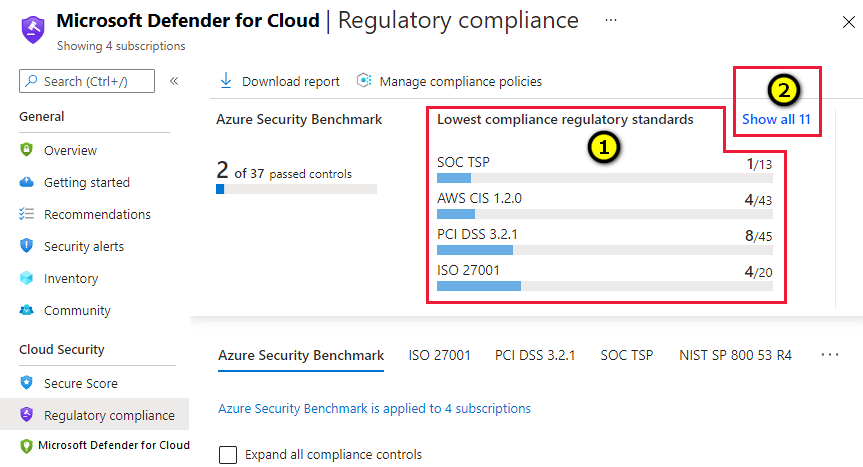 Microsoft Defender for Cloud | Regulatory compliance ...
Showing 4 subscriptions
Search (Ctrl+/)
General
Overview
Getting started
Recommendations
Security alerts
Inventory
Community
Cloud Security
Secure Score
Regulatory compliance
Microsoft Defender for Cloud
Download report
Manage compliance policies
Azure Security Benchmark
2 of 37 passed controls
Lowest compliance regulatory standards
1
2
Show all 11
SOC TSP 1/13
AWS CIS 1.2.0 4/43
PCI DSS 3.2.1 8/45
ISO 27001 4/20
Azure Security Benchmark ISO 27001 PCI DSS 3.2.1 SOC TSP NIST SP 800 53 R4 ...
Azure Security Benchmark is applied to 4 subscriptions
Expand all compliance controls